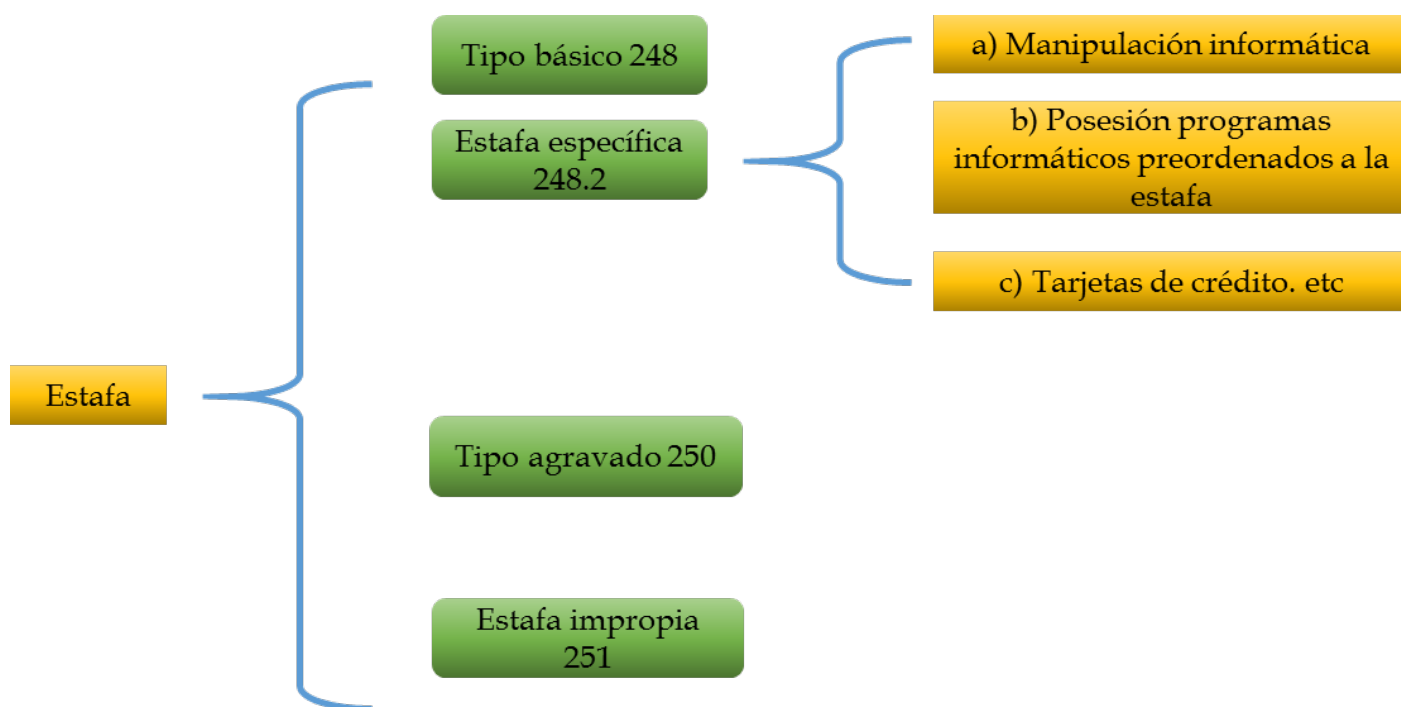 Estafa
Tipo básico 248
Estafa específica
248.2
a) Manipulación informática
b) Posesión programas
informáticos preordenados a la
estafa
c) Tarjetas de crédito. etc
Tipo agravado 250
Estafa impropia
251